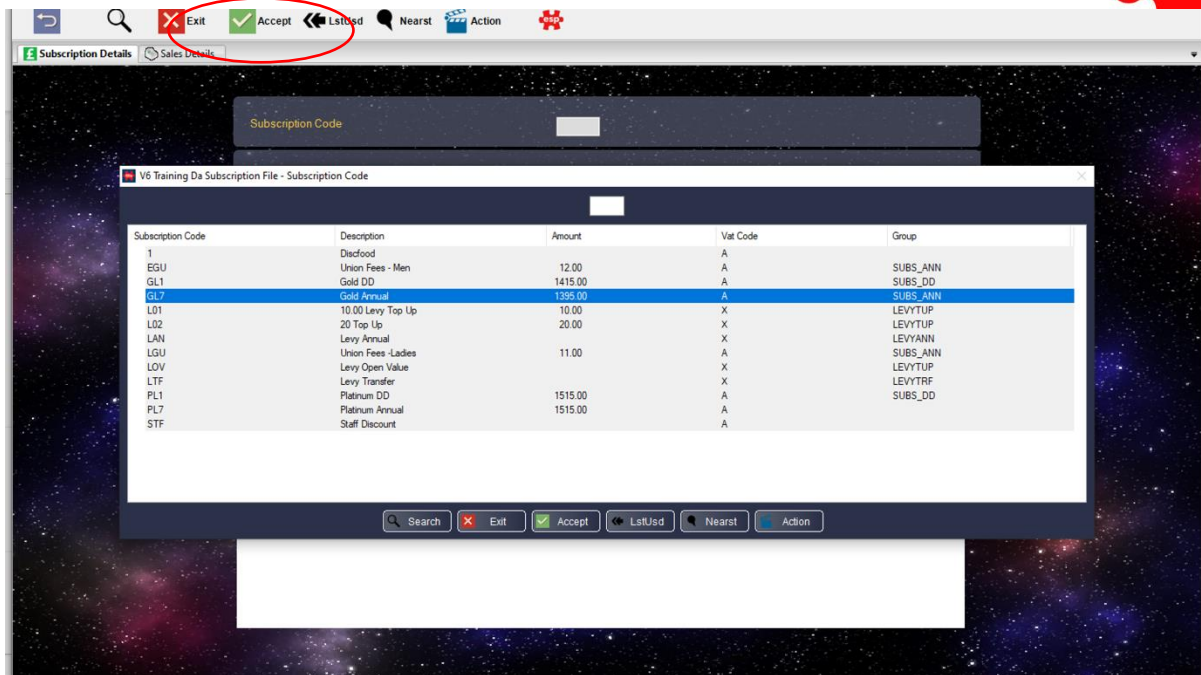 Exit Accept LstUsd Nearst Action esp
Subscription Details Sales Details
Subscription Code
V6 Training Da Subscription File - Subscription Code
Subscription Code Description Amount Vat Code Group
1 Discfood A
EGU Union Fees - Men 12.00 A SUBS_ANN
GL1 Gold DD 1415.00 A SUBS_DD
GL7 Gold Annual 1395.00 A SUBS_ANN
L01 10.00 Levy Top Up 10.00 X LEVYTUP
L02 20 Top Up 20.00 X LEVYTUP
LAN Levy Annual X LEVYANN
LGU Union Fees -Ladies 11.00 A SUBS_ANN
LOV Levy Open Value X LEVYTUP
LTF Levy Transfer X LEVYTRF
PL1 Platinum DD 1515.00 A SUBS_DD
PL7 Platinum Annual 1515.00 A
STF Staff Discount A
Search Exit Accept LstUsd Nearst Action